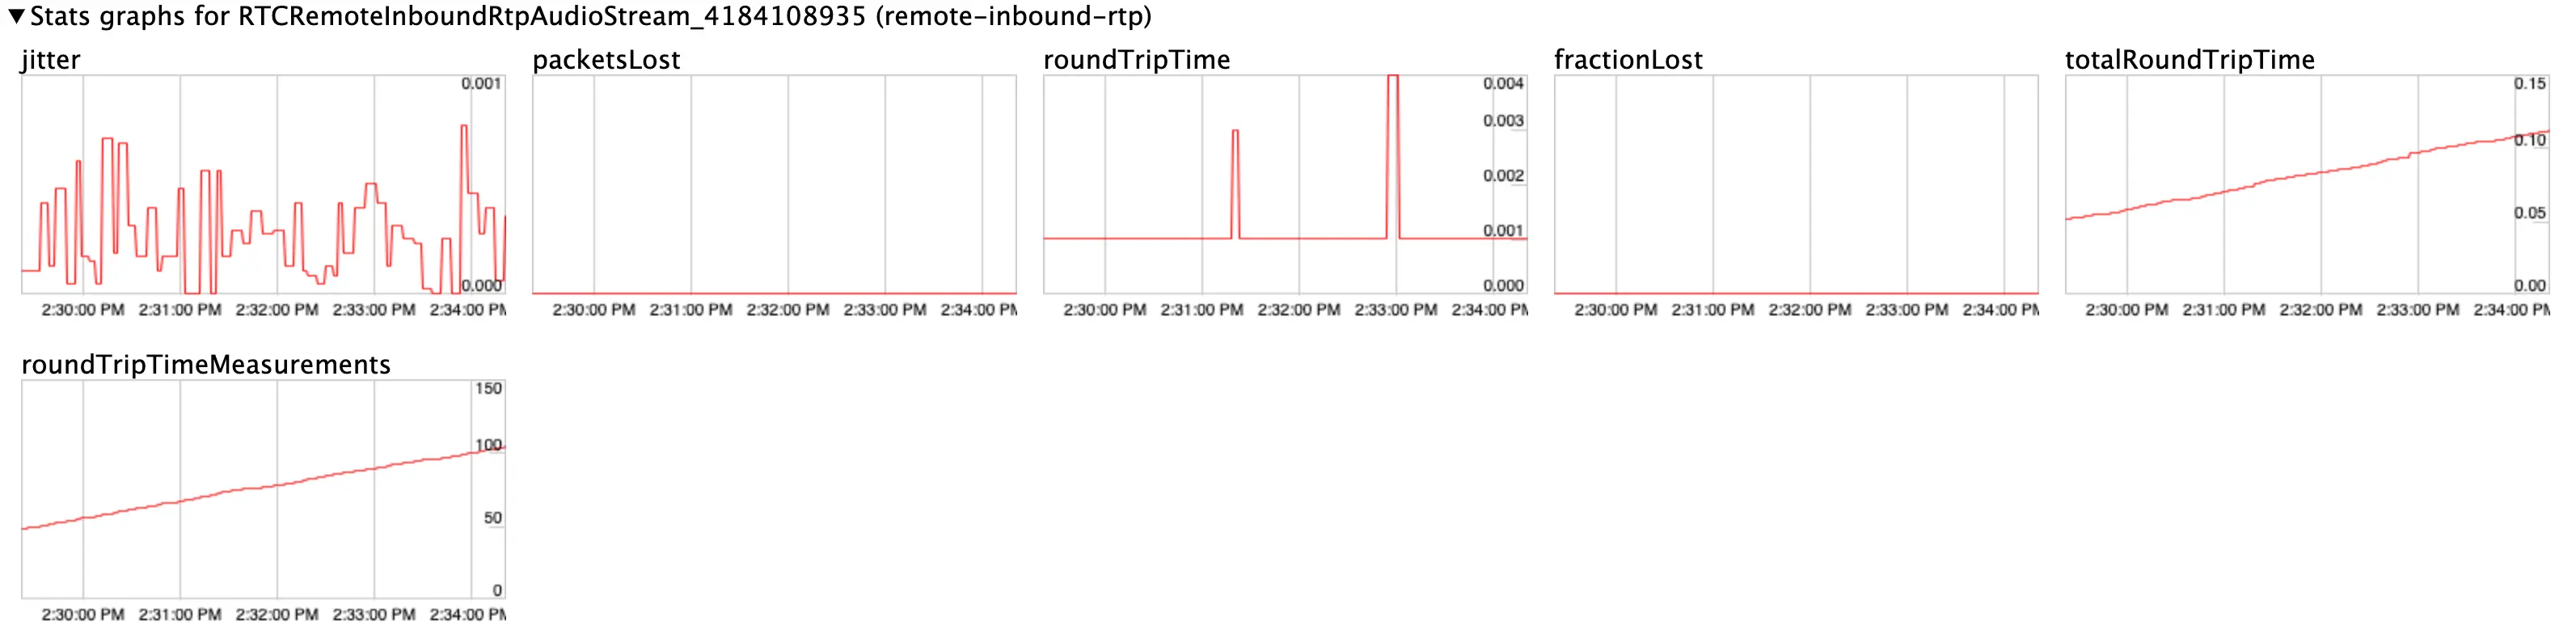 ▼Stats graphs for RTCRemoteInboundRtpAudioStream_4184108935 (remote-inbound-rtp)
jitter packetsLost roundTripTime fractionLost totalRoundTripTime
0.001 0.004 0.15
0.003
0.10
0.002
0.001 0.05
0.000 0.000 0.00
2:30:00 PM 2:31:00 PM 2:32:00 PM 2:33:00 PM 2:34:00 PM 2:30:00 PM 2:31:00 PM 2:32:00 PM 2:33:00 PM 2:34:00 PM 2:30:00 PM 2:31:00 PM 2:32:00 PM 2:33:00 PM 2:34:00 PM 2:30:00 PM 2:31:00 PM 2:32:00 PM 2:33:00 PM 2:34:00 PM 2:30:00 PM 2:31:00 PM 2:32:00 PM 2:33:00 PM 2:34:00 PM
roundTripTimeMeasurements
150
100
50
0
2:30:00 PM 2:31:00 PM 2:32:00 PM 2:33:00 PM 2:34:00 PM